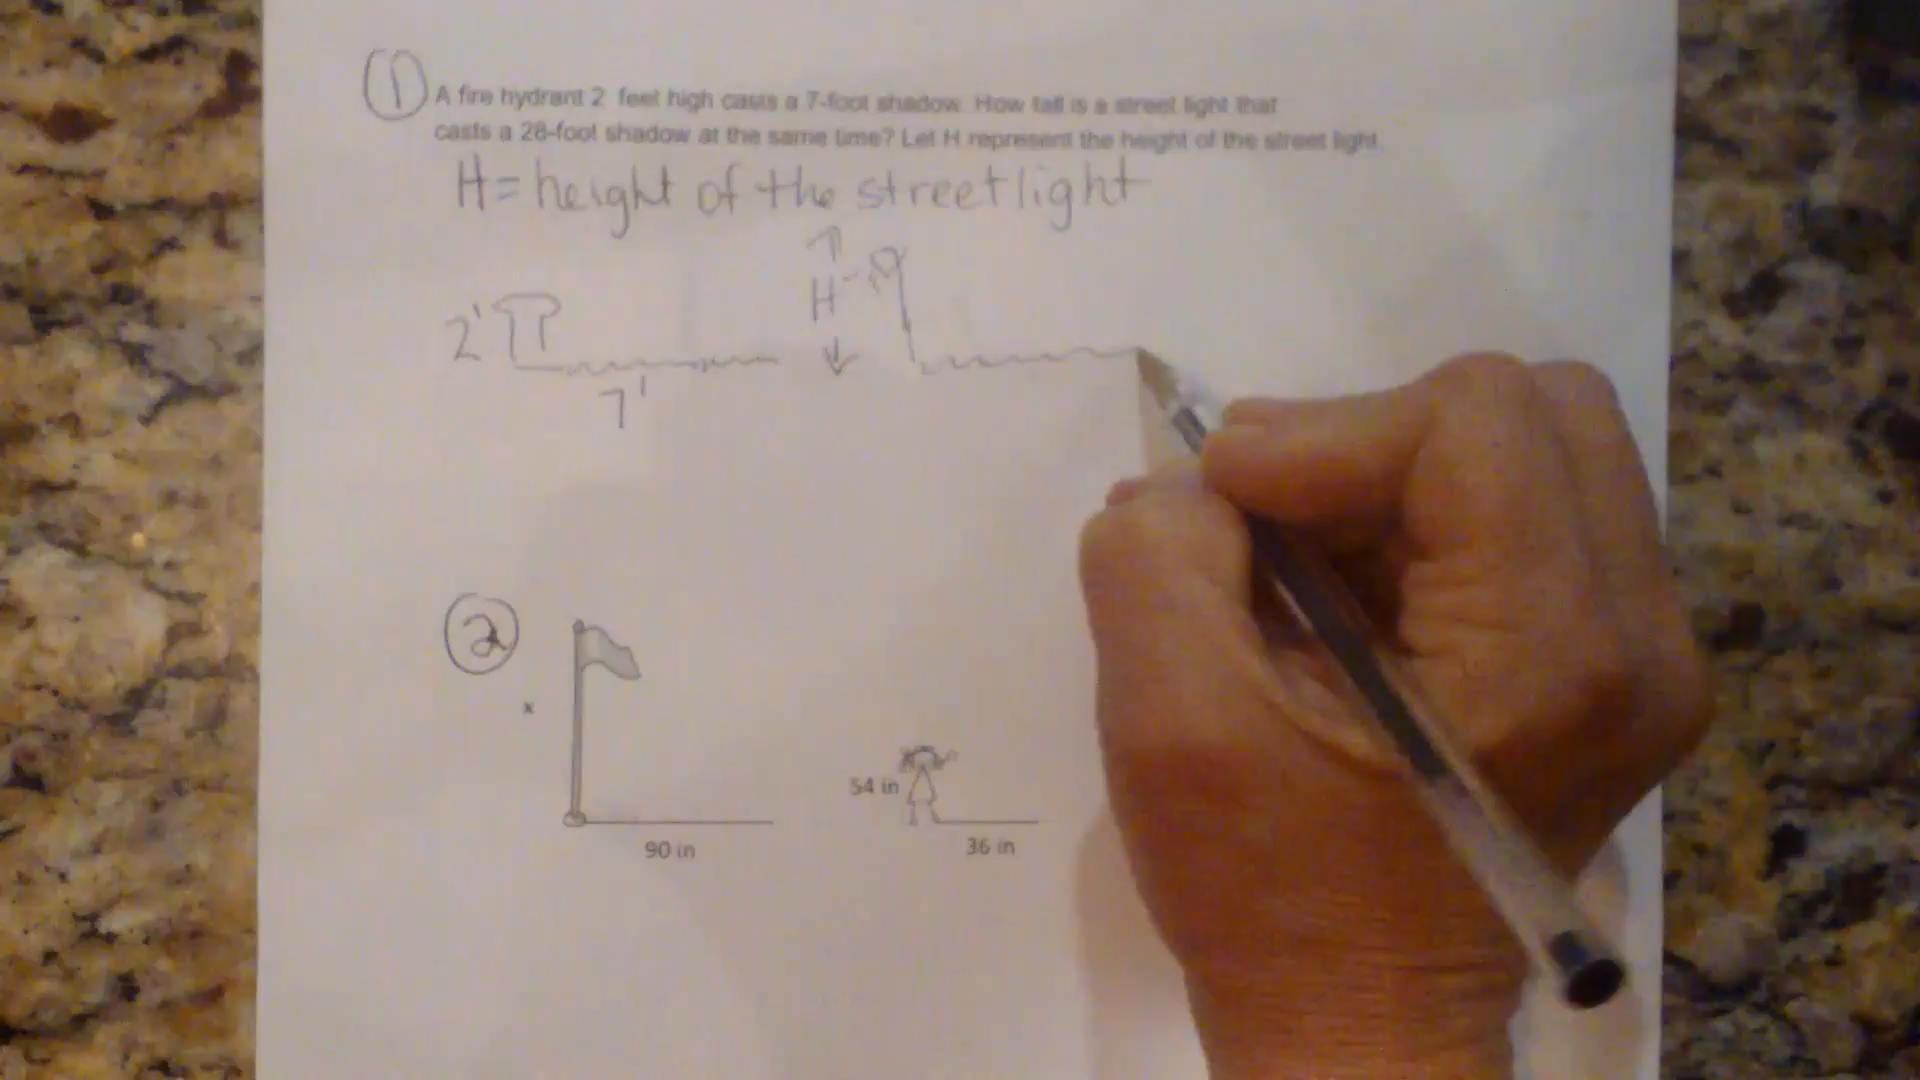 1
A fire hydrant 2 feet high casts a 7-foot shadow. How tall is a street light that
casts a 28-foot shadow at the same time? Let H represent the height of the street light.
H = height of the streetlight
H
2'
7'
2
x
54 in
90 in
36 in